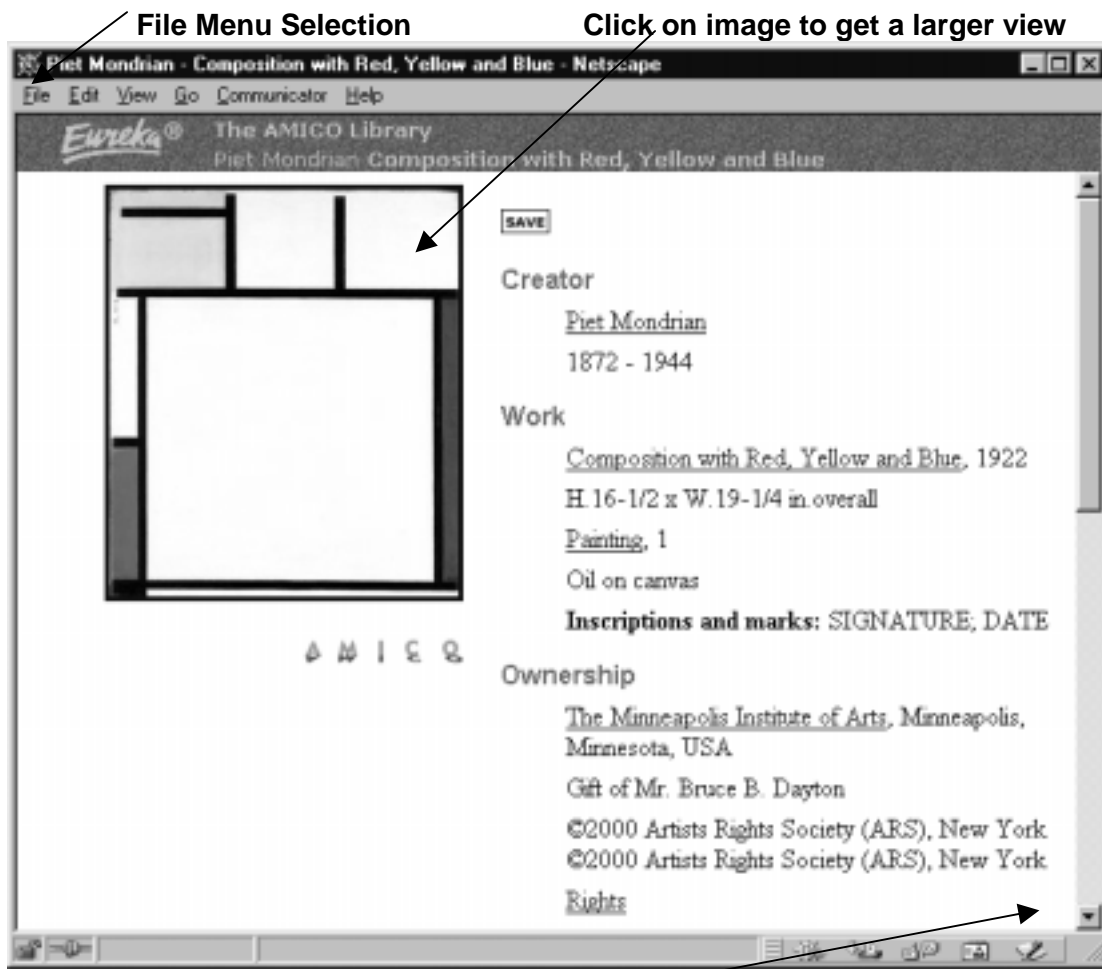 File Menu Selection
Click on image to get a larger view
Piet Mondrian - Composition with Red, Yellow and Blue - Netscape
File Edit View Go Communicator Help
Eureka® The AMICO Library
Piet Mondrian Composition with Red, Yellow and Blue
SAVE
Creator
Piet Mondrian
1872 - 1944
Work
Composition with Red, Yellow and Blue, 1922
H.16-1/2 x W.19-1/4 in.overall
Painting, 1
Oil on canvas
Inscriptions and marks: SIGNATURE; DATE
AMICO
Ownership
The Minneapolis Institute of Arts, Minneapolis,
Minnesota, USA
Gift of Mr. Bruce B. Dayton
©2000 Artists Rights Society (ARS), New York
©2000 Artists Rights Society (ARS), New York
Rights